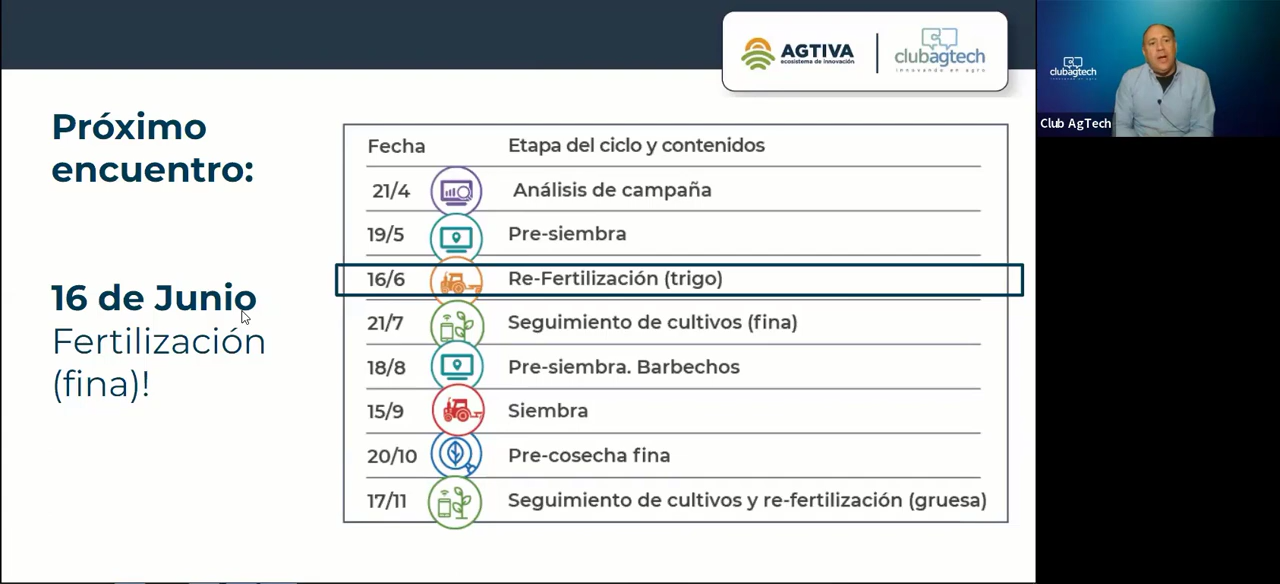 AGTIVA
ecosistema de innovación
clubagtech
innovando en agro
clubagtech
Club AgTech
Próximo
encuentro:
16 de Junio
Fertilización
(fina)!
Fecha Etapa del ciclo y contenidos
21/4 Análisis de campaña
19/5 Pre-siembra
16/6 Re-Fertilización (trigo)
21/7 Seguimiento de cultivos (fina)
18/8 Pre-siembra. Barbechos
15/9 Siembra
20/10 Pre-cosecha fina
17/11 Seguimiento de cultivos y re-fertilización (gruesa)